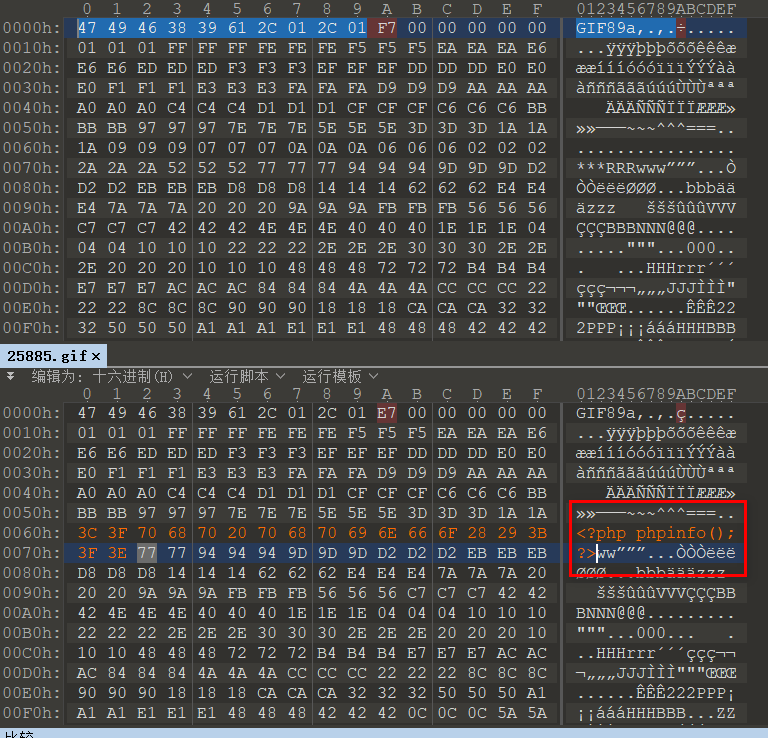 0 1 2 3 4 5 6 7 8 9 A B C D E F 0123456789ABCDEF
0000h: 47 49 46 38 39 61 2C 01 2C 01 F7 00 00 00 00 00 GIF89a,.,.÷.....
0010h: 01 01 01 FF FF FF FE FE FE F5 F5 F5 EA EA EA E6 ...ÿÿÿþþþõõõêêêæ
0020h: E6 E6 ED ED ED F3 F3 F3 EF EF EF DD DD DD E0 E0 ææíííóóóïïïÝÝÝàà
0030h: E0 F1 F1 F1 E3 E3 E3 FA FA FA D9 D9 D9 AA AA AA àñññãããúúúÙÙÙªªª
0040h: A0 A0 A0 C4 C4 C4 D1 D1 D1 CF CF CF C6 C6 C6 BB ÄÄÄÑÑÑÏÏÏÆÆÆ»
0050h: BB BB 97 97 97 7E 7E 7E 5E 5E 5E 3D 3D 3D 1A 1A »»———~~~^^^===..
0060h: 1A 09 09 09 07 07 07 0A 0A 0A 06 06 06 02 02 02 ................
0070h: 2A 2A 2A 52 52 52 77 77 77 94 94 94 9D 9D 9D D2 ***RRRwww”””...Ò
0080h: D2 D2 EB EB EB D8 D8 D8 14 14 14 62 62 62 E4 E4 ÒÒëëëØØØ...bbbää
0090h: E4 7A 7A 7A 20 20 20 9A 9A 9A FB FB FB 56 56 56 äzzz   šššûûûVVV
00A0h: C7 C7 C7 42 42 42 4E 4E 4E 40 40 40 1E 1E 1E 04 ÇÇÇBBBNNN@@@....
00B0h: 04 04 10 10 10 22 22 22 2E 2E 2E 30 30 30 2E 2E ....."""...000..
00C0h: 2E 20 20 20 10 10 10 48 48 48 72 72 72 B4 B4 B4 .   ...HHHrrr´´´
00D0h: E7 E7 E7 AC AC AC 84 84 84 4A 4A 4A CC CC CC 22 ççç¬¬¬„„„JJJÌÌÌ"
00E0h: 22 22 8C 8C 8C 90 90 90 18 18 18 CA CA CA 32 32 ""ŒŒŒ......ÊÊÊ22
00F0h: 32 50 50 50 A1 A1 A1 E1 E1 E1 48 48 48 42 42 42 2PPP¡¡¡áááHHHBBB
25885.gif ×
编辑为: 十六进制(H) 运行脚本 运行模板
0 1 2 3 4 5 6 7 8 9 A B C D E F 0123456789ABCDEF
0000h: 47 49 46 38 39 61 2C 01 2C 01 E7 00 00 00 00 00 GIF89a,.,.ç.....
0010h: 01 01 01 FF FF FF FE FE FE F5 F5 F5 EA EA EA E6 ...ÿÿÿþþþõõõêêêæ
0020h: E6 E6 ED ED ED F3 F3 F3 EF EF EF DD DD DD E0 E0 ææíííóóóïïïÝÝÝàà
0030h: E0 F1 F1 F1 E3 E3 E3 FA FA FA D9 D9 D9 AA AA AA àñññãããúúúÙÙÙªªª
0040h: A0 A0 A0 C4 C4 C4 D1 D1 D1 CF CF CF C6 C6 C6 BB ÄÄÄÑÑÑÏÏÏÆÆÆ»
0050h: BB BB 97 97 97 7E 7E 7E 5E 5E 5E 3D 3D 3D 1A 1A »»———~~~^^^===..
0060h: 3C 3F 70 68 70 20 70 68 70 69 6E 66 6F 28 29 3B <?php phpinfo();
0070h: 3F 3E 77 77 94 94 94 9D 9D 9D D2 D2 D2 EB EB EB ?>ww”””...ÒÒÒëëë
0080h: D8 D8 D8 14 14 14 62 62 62 E4 E4 E4 7A 7A 7A 20 ØØØ...bbbäääzzz
0090h: 20 20 9A 9A 9A FB FB FB 56 56 56 C7 C7 C7 42 42 šššûûûVVVÇÇÇBB
00A0h: 42 4E 4E 4E 40 40 40 1E 1E 1E 04 04 04 10 10 10 BNNN@@@.........
00B0h: 22 22 22 2E 2E 2E 30 30 30 2E 2E 2E 20 20 20 10 """...000...   .
00C0h: 10 10 48 48 48 72 72 72 B4 B4 B4 E7 E7 E7 AC AC ..HHHrrr´´´ççç¬¬
00D0h: AC 84 84 84 4A 4A 4A CC CC CC 22 22 22 8C 8C 8C ¬„„„JJJÌÌÌ"""ŒŒŒ
00E0h: 90 90 90 18 18 18 CA CA CA 32 32 32 50 50 50 A1 ......ÊÊÊ222PPP¡
00F0h: A1 A1 E1 E1 E1 48 48 48 42 42 42 0C 0C 0C 5A 5A ¡¡áááHHHBBB...ZZ